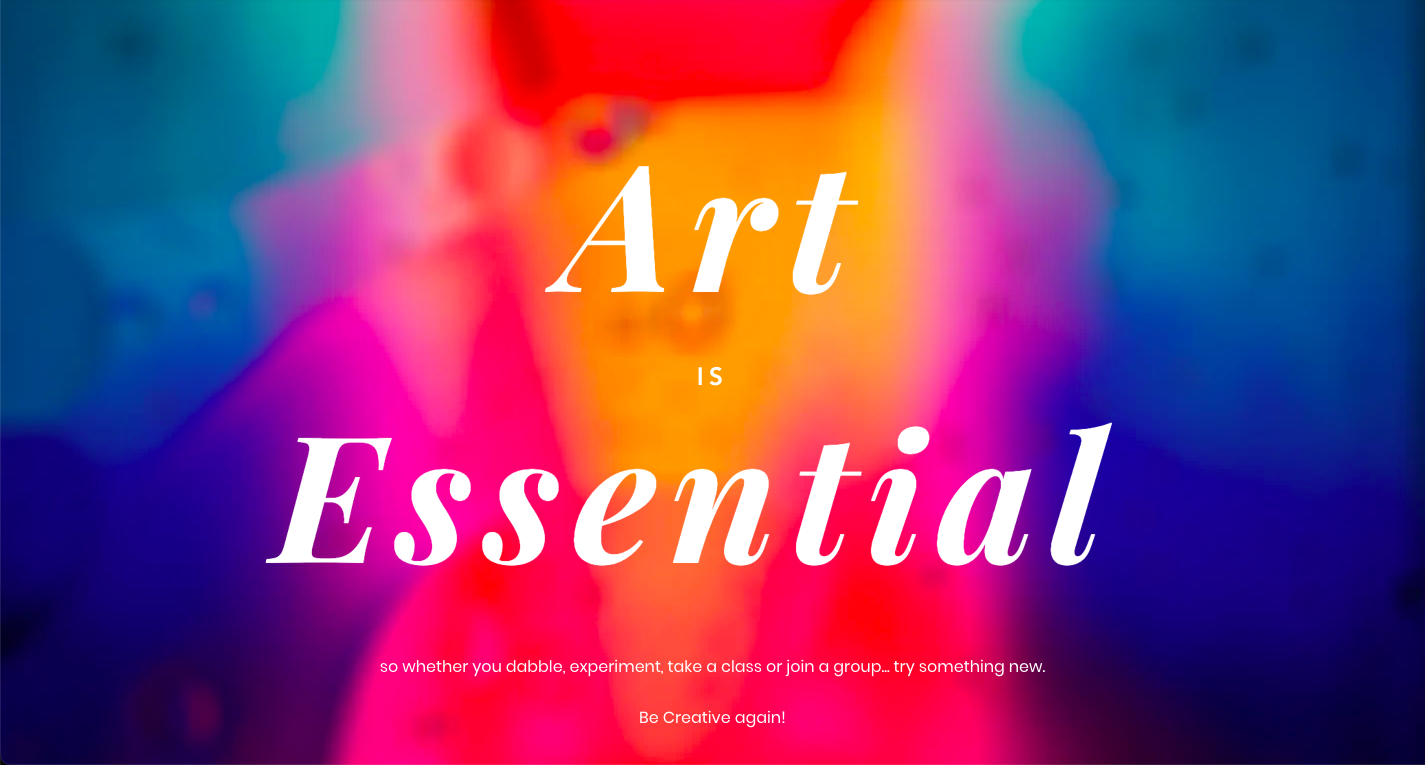 Art
IS
Essential
so whether you dabble, experiment, take a class or join a group... try something new.
Be Creative again!